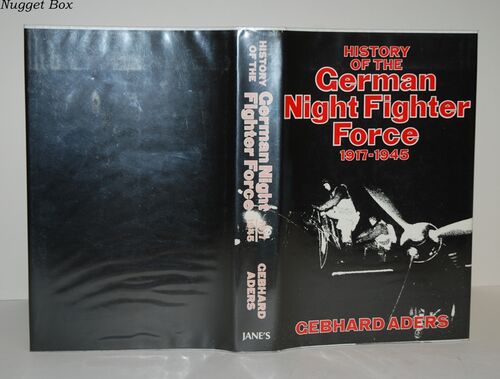 Nugget Box
HISTORY
OF THE
German
Night Fighter
Force
1917-1945
GEBHARD ADERS
HISTORY
OF THE
German Night
Fighter Force
1917
1945
GEBHARD
ADERS
JANE'S